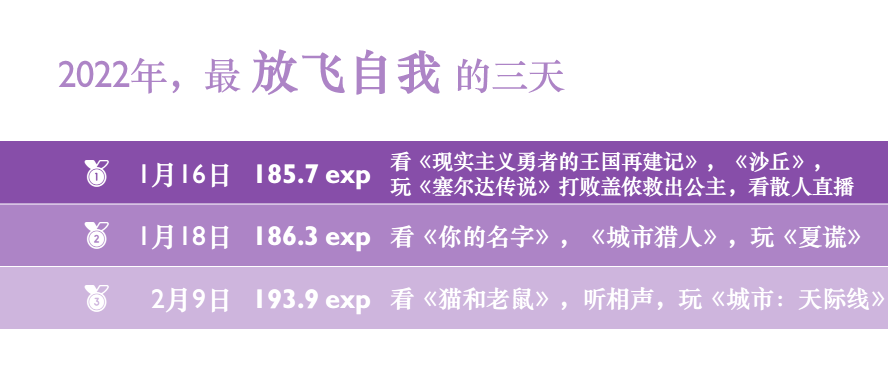 2022年，最 放飞自我 的三天
1 1月16日 185.7 exp 看《现实主义勇者的王国再建记》，《沙丘》，
玩《塞尔达传说》打败盖侬救出公主，看散人直播
2 1月18日 186.3 exp 看《你的名字》，《城市猎人》，玩《夏谎》
3 2月9日 193.9 exp 看《猫和老鼠》，听相声，玩《城市：天际线》